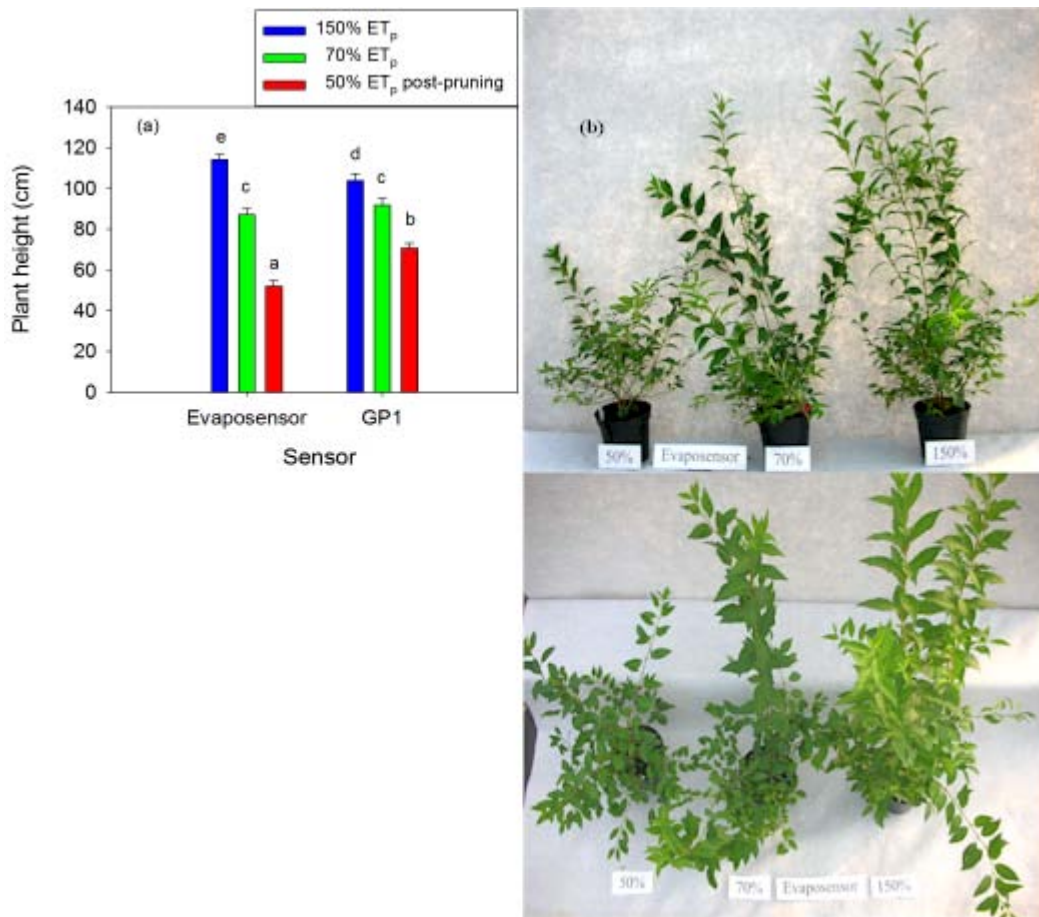 150% ETp
70% ETp
50% ETp post-pruning
(a)
Plant height (cm)
140
120
100
80
60
40
20
0
e
c
a
d
c
b
Evaposensor
GP1
Sensor
(b)
50% Evaposensor 70% 150%
50% 70% Evaposensor 150%